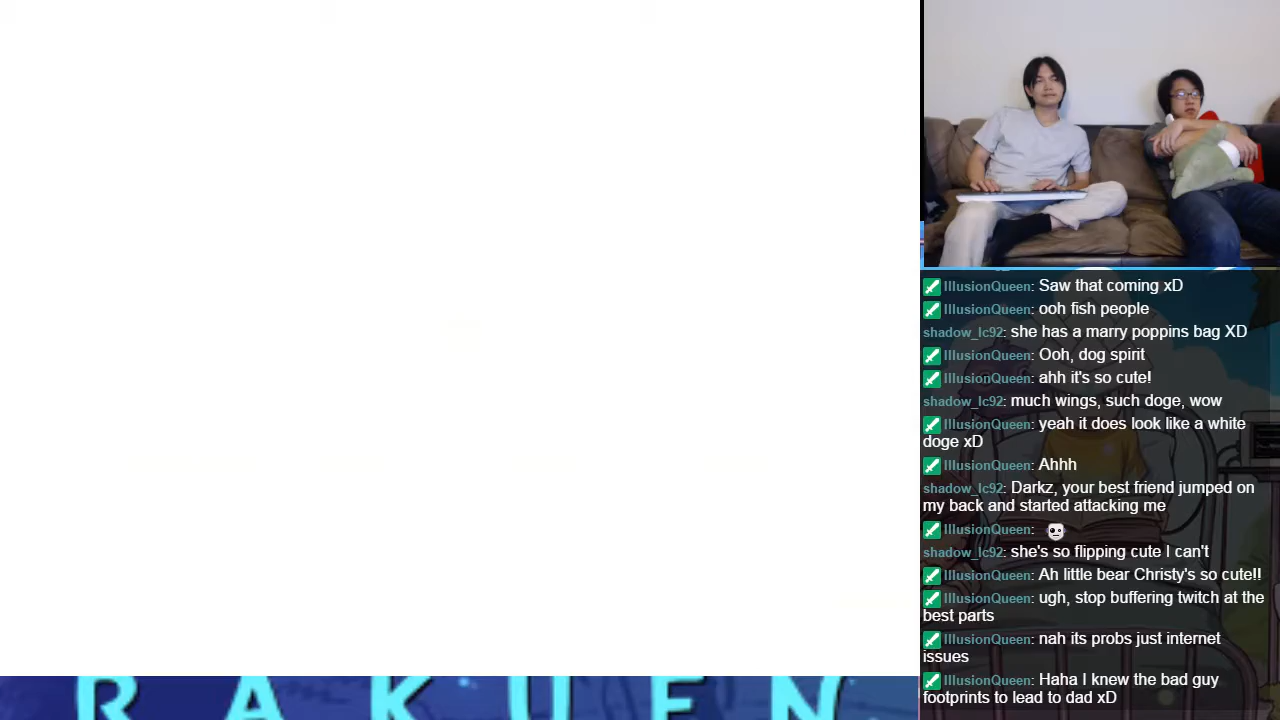 IllusionQueen: Saw that coming xD
IllusionQueen: ooh fish people
shadow_lc92: she has a marry poppins bag XD
IllusionQueen: Ooh, dog spirit
IllusionQueen: ahh it's so cute!
shadow_lc92: much wings, such doge, wow
IllusionQueen: yeah it does look like a white
doge xD
IllusionQueen: Ahhh
shadow_lc92: Darkz, your best friend jumped on
my back and started attacking me
IllusionQueen:
shadow_lc92: she's so flipping cute I can't
IllusionQueen: Ah little bear Christy's so cute!!
IllusionQueen: ugh, stop buffering twitch at the
best parts
IllusionQueen: nah its probs just internet
issues
IllusionQueen: Haha I knew the bad guy
footprints to lead to dad xD
RAKUEN